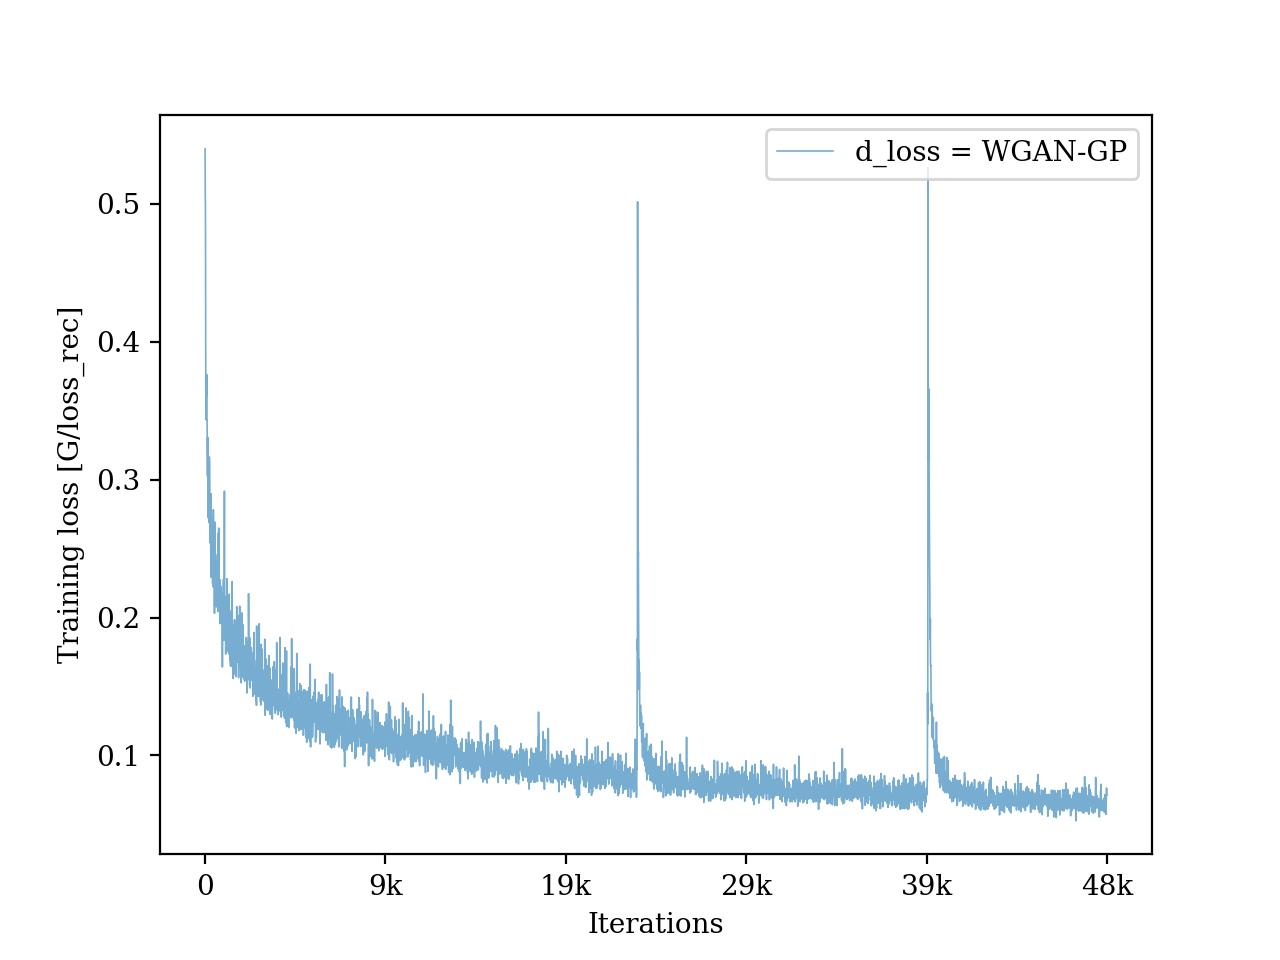 d_loss = WGAN-GP
0.5
0.4
0.3
0.2
0.1
Training loss [G/loss_rec]
0 9k 19k 29k 39k 48k
Iterations